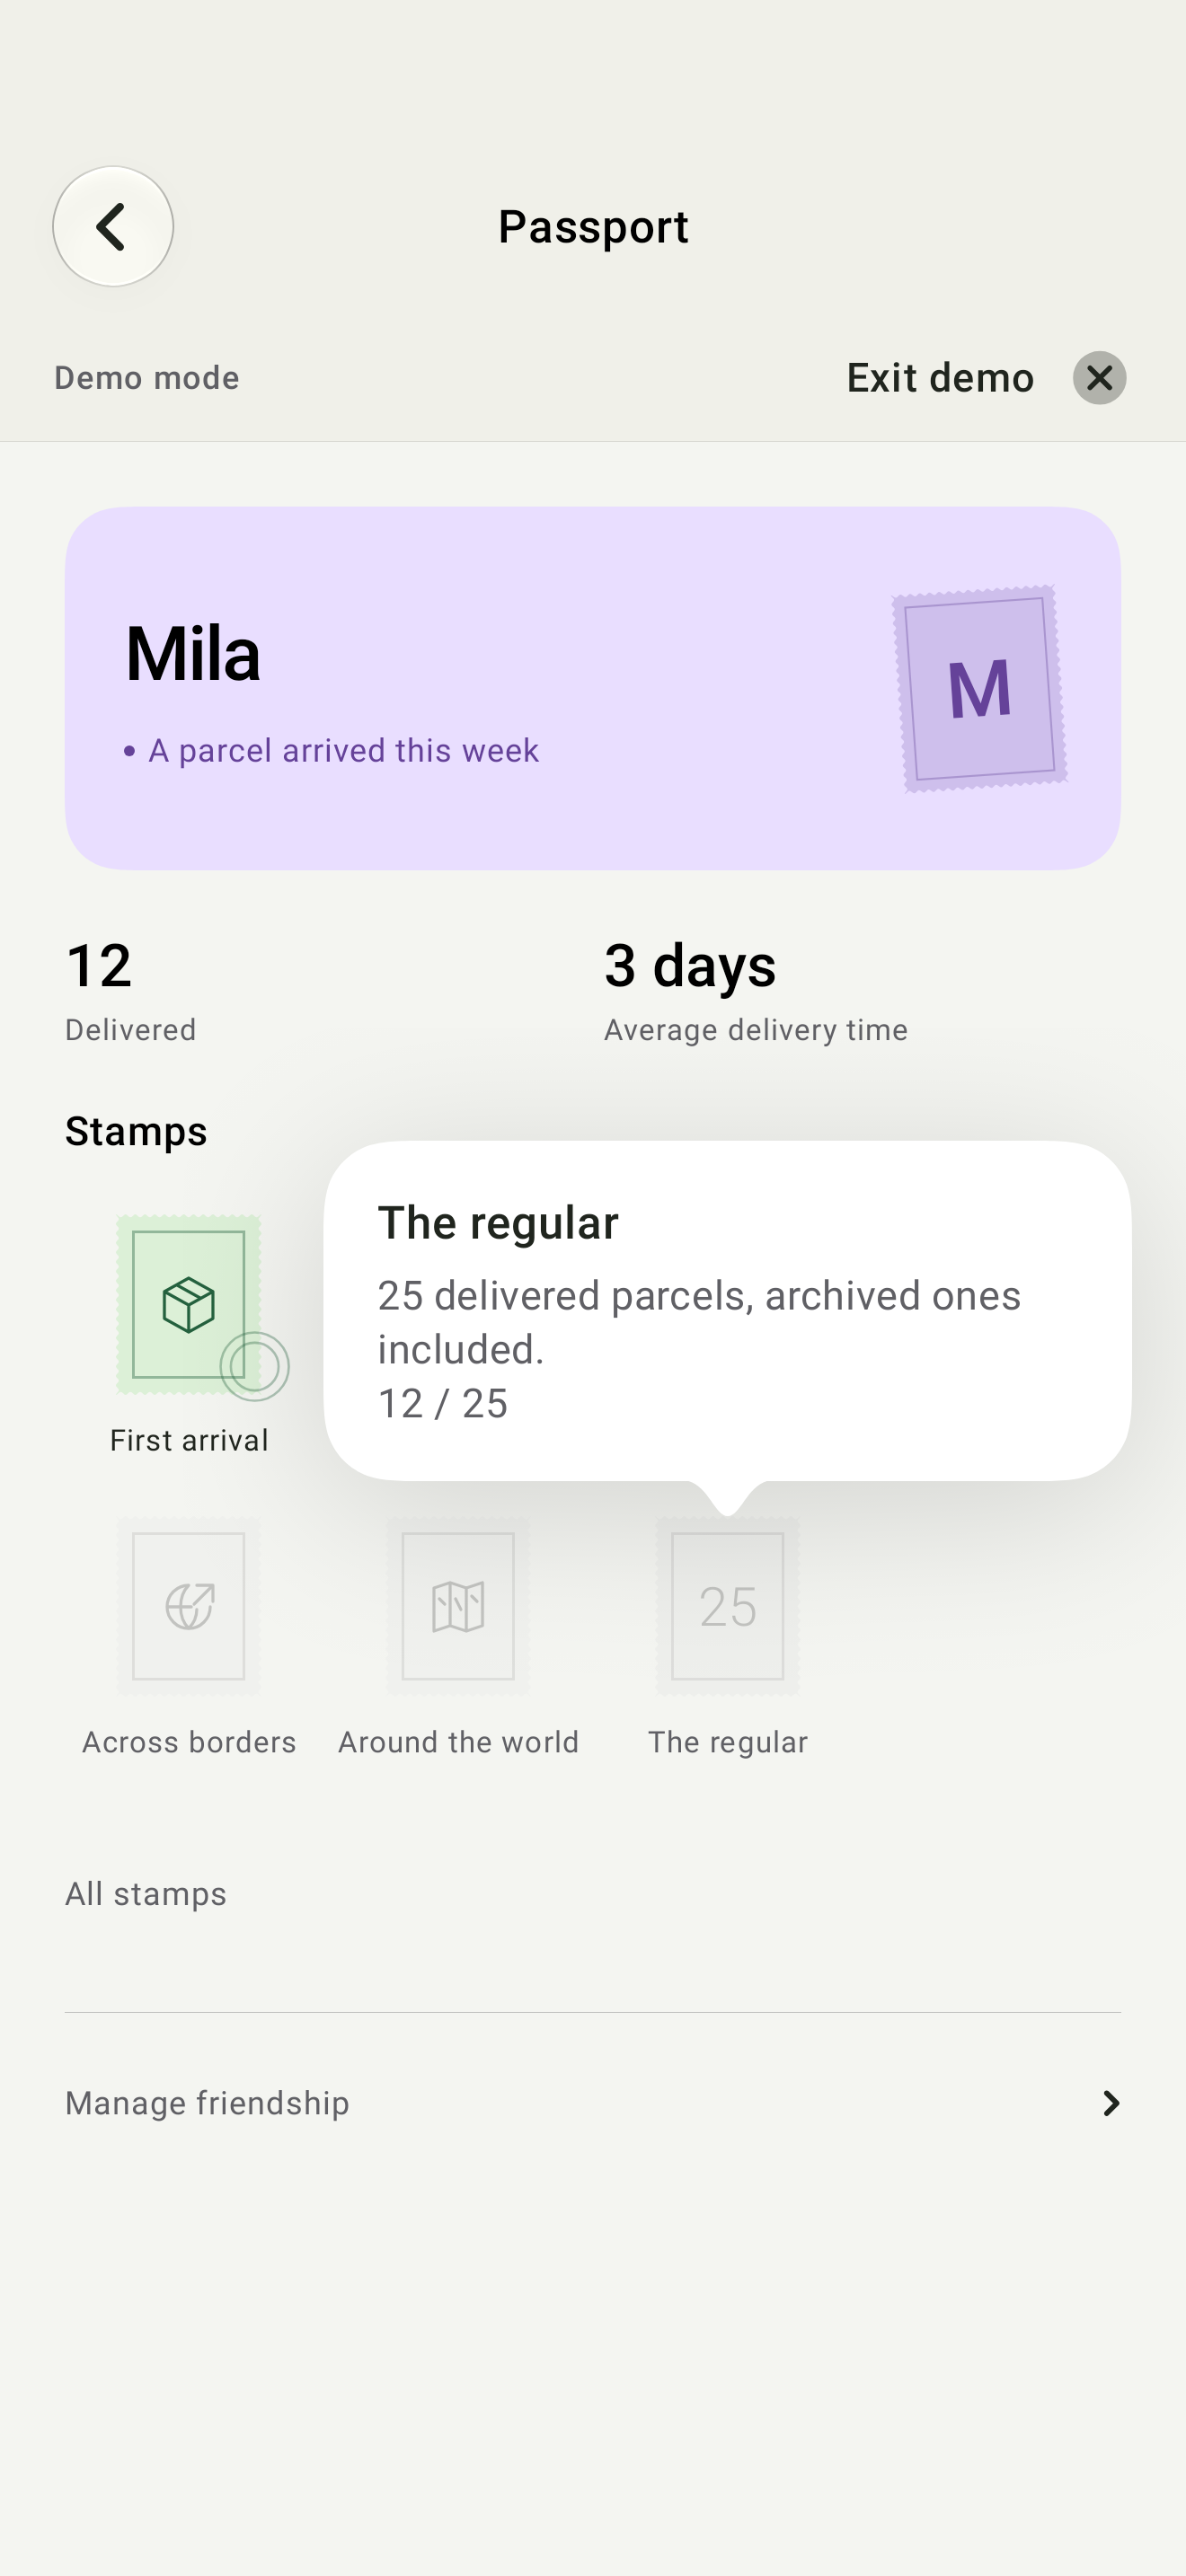 Passport
Demo mode
Exit demo
Mila
M
• A parcel arrived this week
12
Delivered
3 days
Average delivery time
Stamps
The regular
25 delivered parcels, archived ones
included.
12 / 25
First arrival
25
Across borders
Around the world
The regular
All stamps
Manage friendship